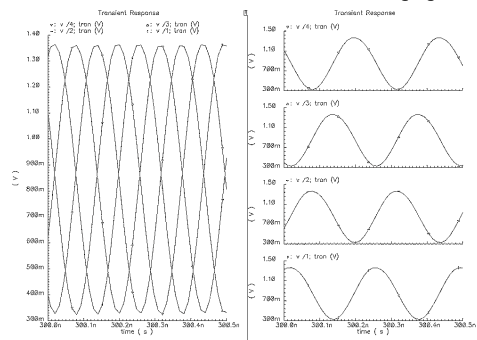 Transient Response
v: v /4; tran (V)
▵: v /3; tran (V)
-: v /2; tran (V)
r: v /1; tran (V)
1.40
1.30
1.20
1.10
1.00
900m
800m
700m
600m
500m
400m
300m
( V )
300.0n
300.1n
300.2n
300.3n
300.4n
300.5n
time ( s )
Transient Response
v: v /4; tran (V)
1.50
1.10
700m
300m
( V )
▵: v /3; tran (V)
1.50
1.10
700m
300m
( V )
-: v /2; tran (V)
1.50
1.10
700m
300m
( V )
r: v /1; tran (V)
1.50
1.10
700m
300m
( V )
300.0n
300.1n
300.2n
300.3n
300.4n
300.5n
time ( s )